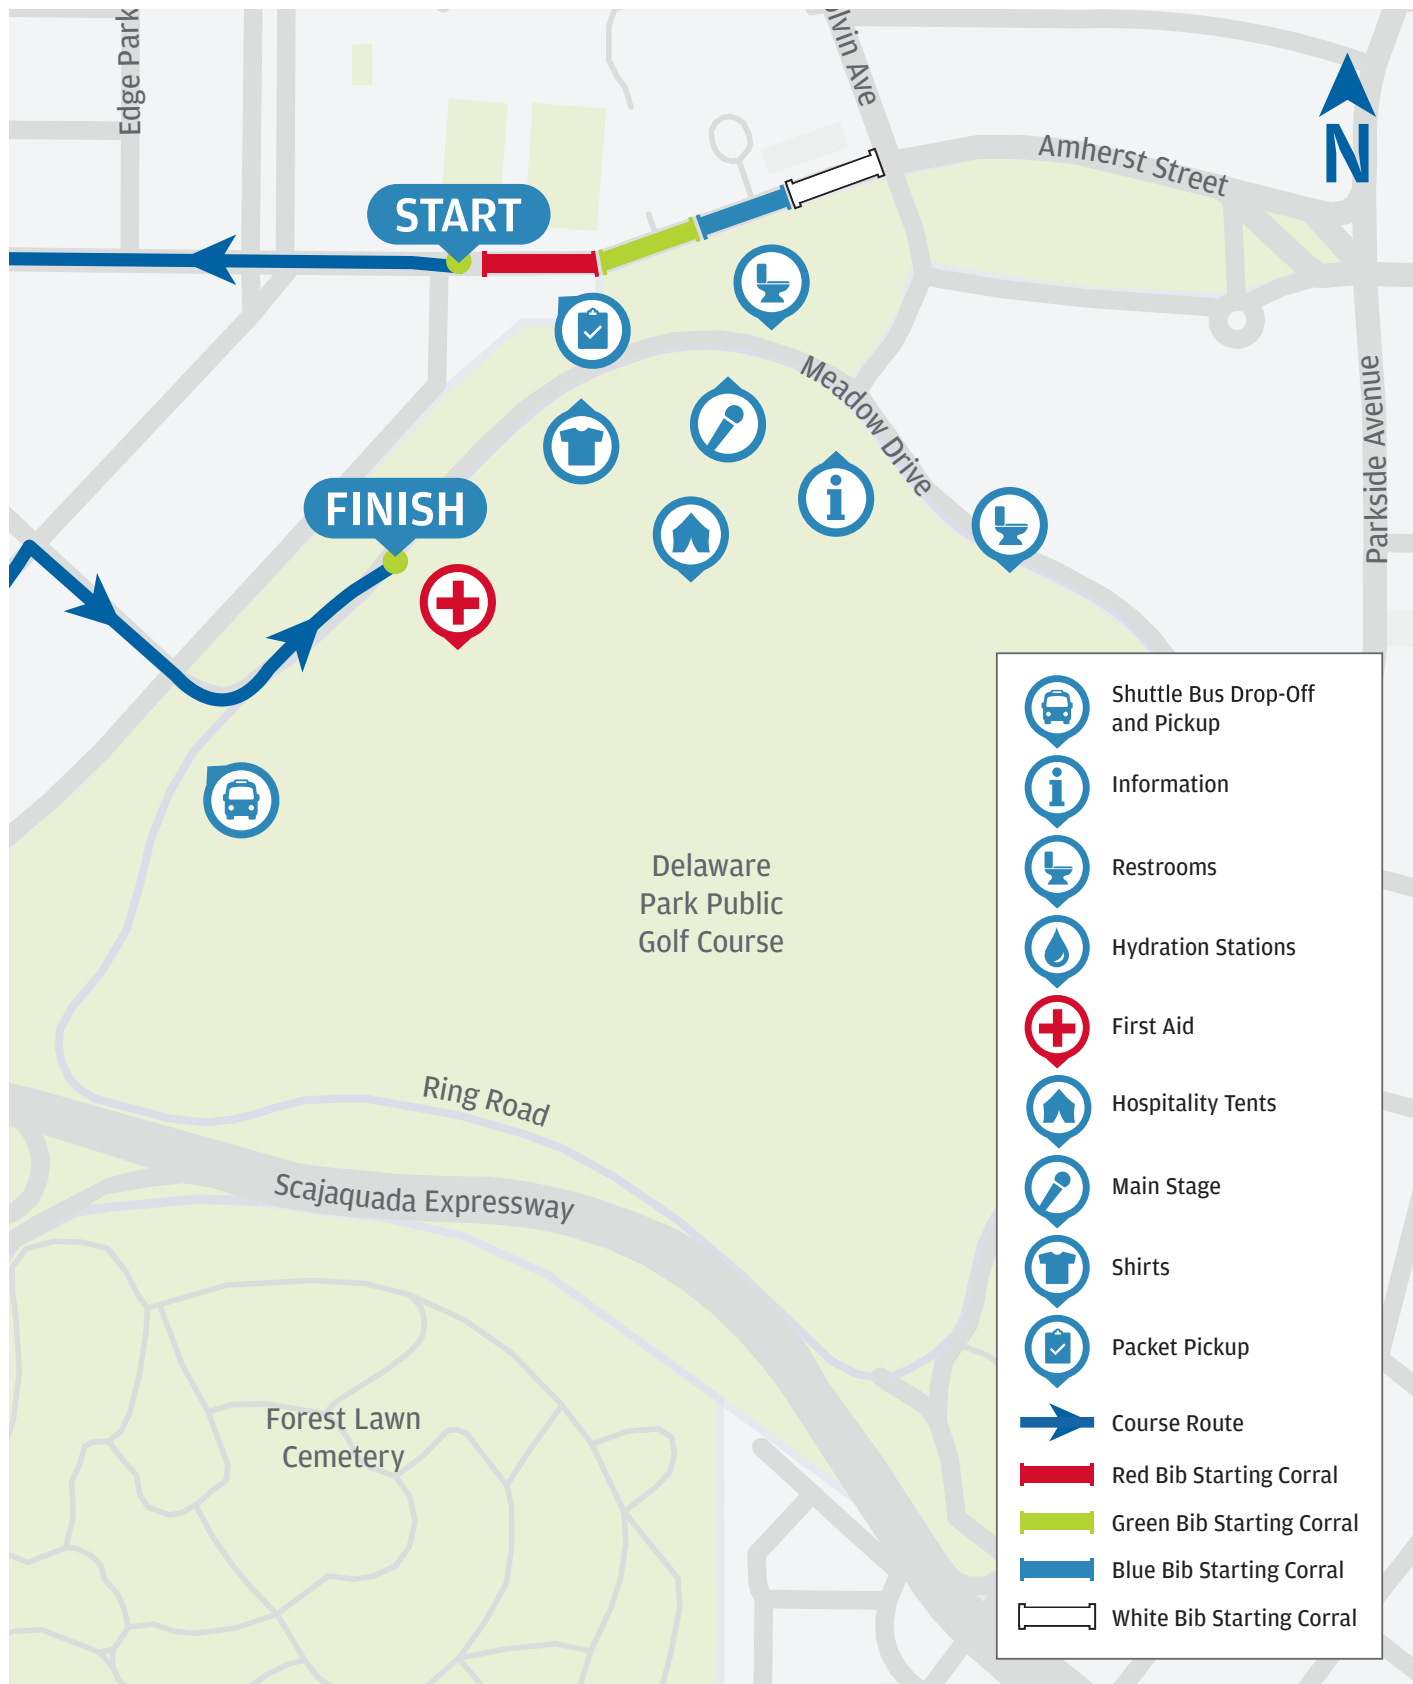 Edge Park
lvin Ave
Amherst Street
N
START
Meadow Drive
Parkside Avenue
FINISH
Delaware
Park Public
Golf Course
Ring Road
Scajaquada Expressway
Forest Lawn
Cemetery
Shuttle Bus Drop-Off
and Pickup
Information
Restrooms
Hydration Stations
First Aid
Hospitality Tents
Main Stage
Shirts
Packet Pickup
Course Route
Red Bib Starting Corral
Green Bib Starting Corral
Blue Bib Starting Corral
White Bib Starting Corral